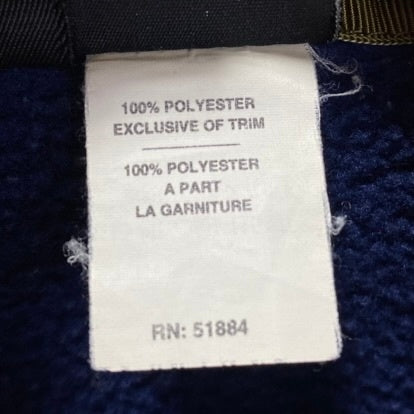 100% POLYESTER
EXCLUSIVE OF TRIM
100% POLYESTER
A PART
LA GARNITURE
RN: 51884